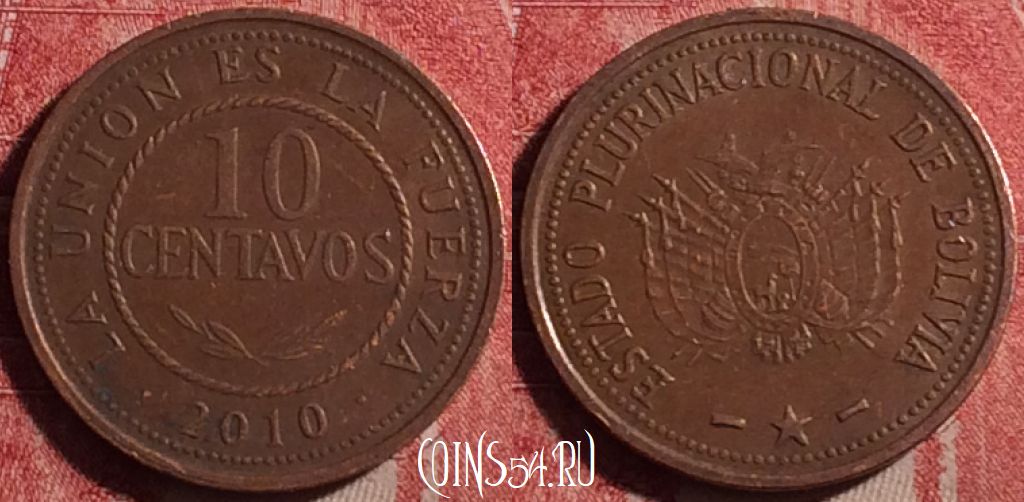 LA UNION ES LA FUERZA
10
CENTAVOS
2010
ESTADO PLURINACIONAL DE BOLIVIA
COINS54.RU